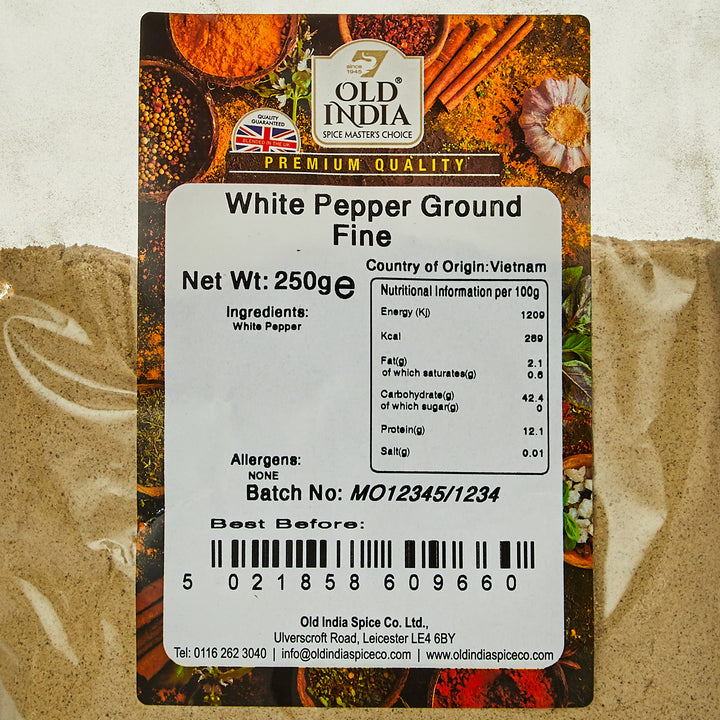 since
1945
OLD
INDIA
®
SPICE MASTER'S CHOICE
QUALITY
GUARANTEED
BLENDED IN THE UK
PREMIUM QUALITY
White Pepper Ground
Fine
Country of Origin:Vietnam
Net Wt: 250g e
Ingredients:
White Pepper
Nutritional Information per 100g
Energy (Kj) 1209
Kcal 289
Fat(g) 2.1
of which saturates(g) 0.6
Carbohydrate(g) 42.4
of which sugar(g) 0
Protein(g) 12.1
Salt(g) 0.01
Allergens:
NONE
Batch No: MO12345/1234
Best Before:
5 021858 609660
Old India Spice Co. Ltd.,
Ulverscroft Road, Leicester LE4 6BY
Tel: 0116 262 3040 | info@oldindiaspiceco.com | www.oldindiaspiceco.com